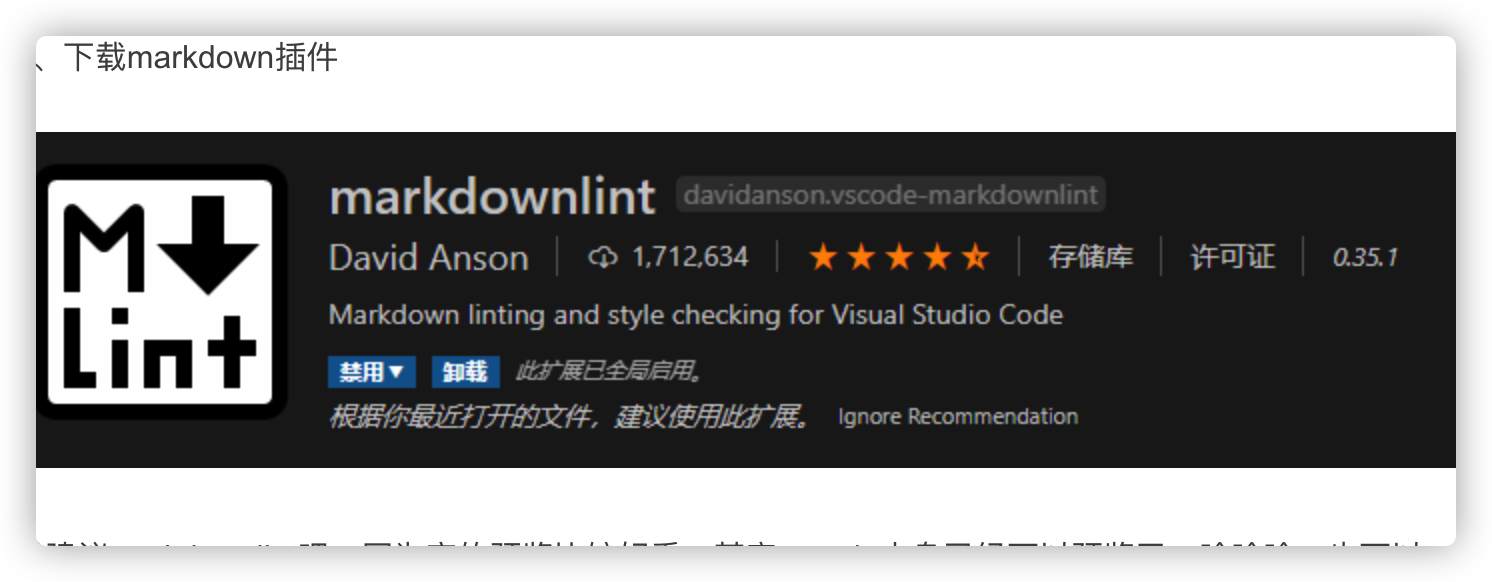 、下载markdown插件
M
Lint
markdownlint davidanson.vscode-markdownlint
David Anson 1,712,634 存储库 许可证 0.35.1
Markdown linting and style checking for Visual Studio Code
禁用 卸载 此扩展已全局启用。
根据你最近打开的文件，建议使用此扩展。 Ignore Recommendation